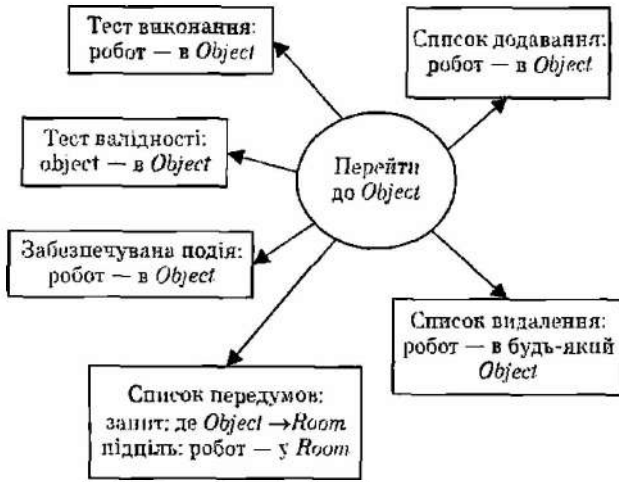 Тест виконання:
робот — в Object
Список додавання:
робот — в Object
Тест валідності:
object — в Object
Перейти
до Object
Забезпечувана подія:
робот — в Object
Список видалення:
робот — в будь-який
Object
Список передумов:
запит: де Object →Room
підціль: робот — у Room